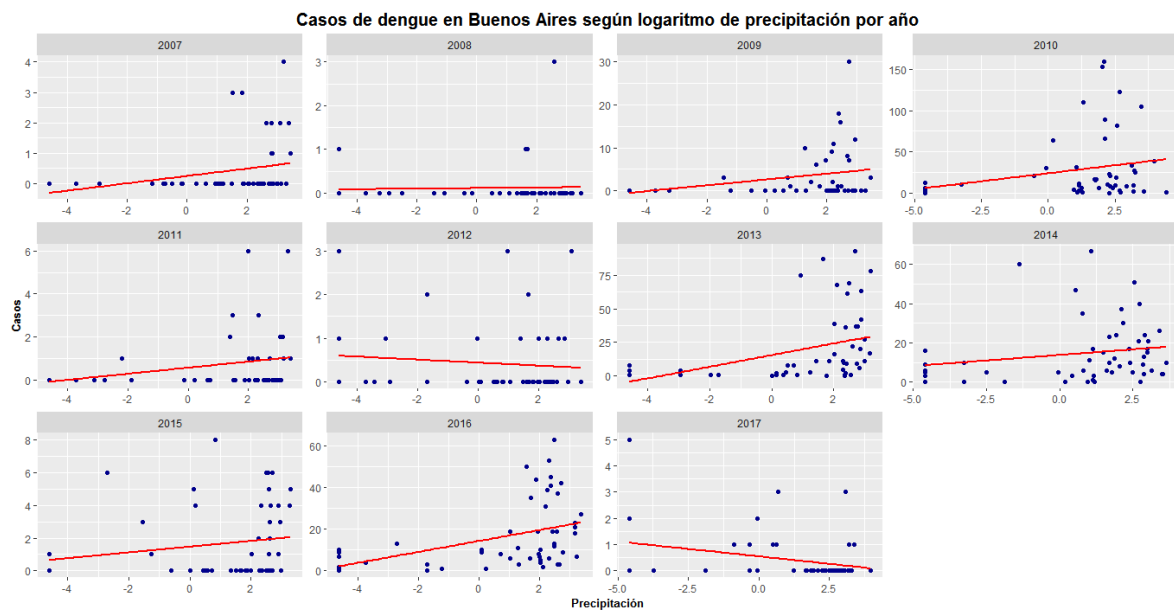 Casos de dengue en Buenos Aires según logaritmo de precipitación por año
2007 2008 2009 2010
4 3 2 1 0
-4 -2 0 2
3 2 1 0
-4 -2 0 2
30 20 10 0
-4 -2 0 2
150 100 50 0
-5.0 -2.5 0.0 2.5
2011 2012 2013 2014
6 4 2 0
-4 -2 0 2
3 2 1 0
-4 -2 0 2
75 50 25 0
-4 -2 0 2
60 40 20 0
-5.0 -2.5 0.0 2.5
Casos
2015 2016 2017
8 6 4 2 0
-4 -2 0 2
60 40 20 0
-4 -2 0 2
5 4 3 2 1 0
-5.0 -2.5 0.0 2.5
Precipitación